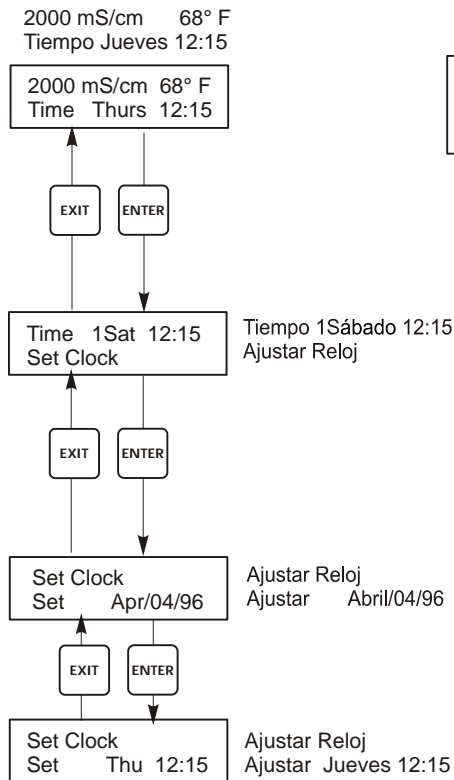 2000 mS/cm 68° F
Tiempo Jueves 12:15
2000 mS/cm 68° F
Time Thurs 12:15
EXIT
ENTER
Time 1Sat 12:15
Set Clock
Tiempo 1Sábado 12:15
Ajustar Reloj
EXIT
ENTER
Set Clock
Set Apr/04/96
Ajustar Reloj
Ajustar Abril/04/96
EXIT
ENTER
Set Clock
Set Thu 12:15
Ajustar Reloj
Ajustar Jueves 12:15